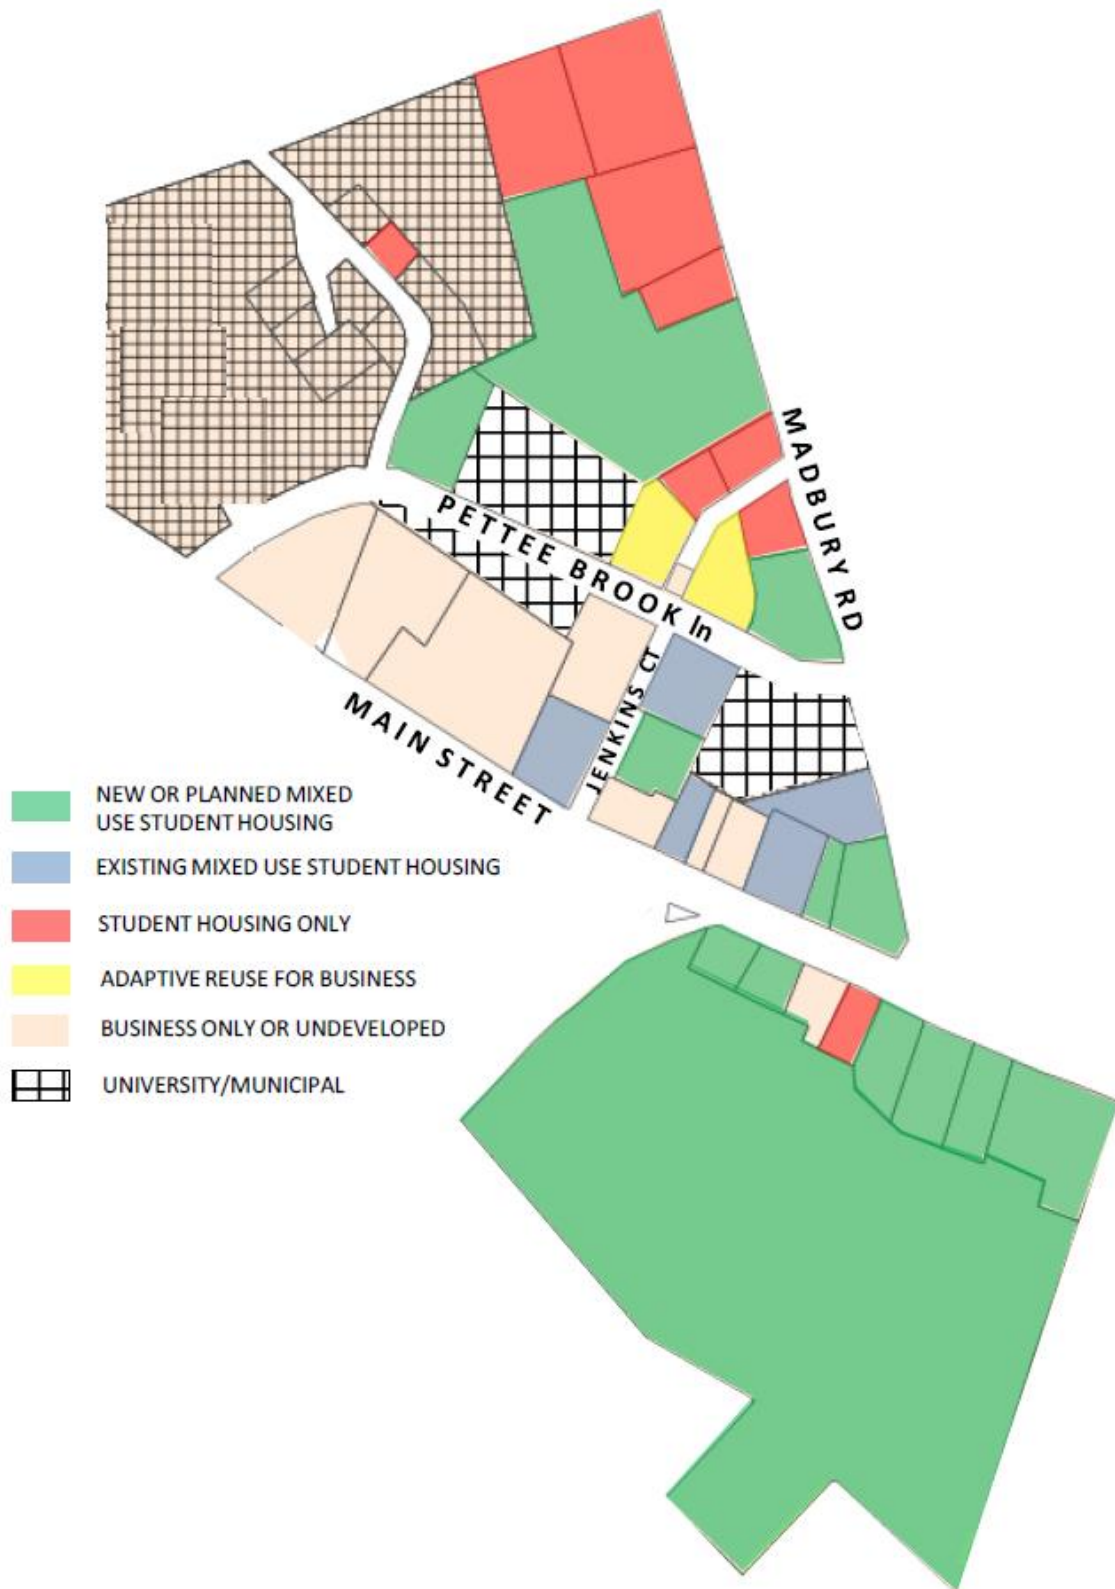 MADBURY RD
PETTEE BROOK ln
JENKINS CT
MAIN STREET
NEW OR PLANNED MIXED
USE STUDENT HOUSING
EXISTING MIXED USE STUDENT HOUSING
STUDENT HOUSING ONLY
ADAPTIVE REUSE FOR BUSINESS
BUSINESS ONLY OR UNDEVELOPED
UNIVERSITY/MUNICIPAL